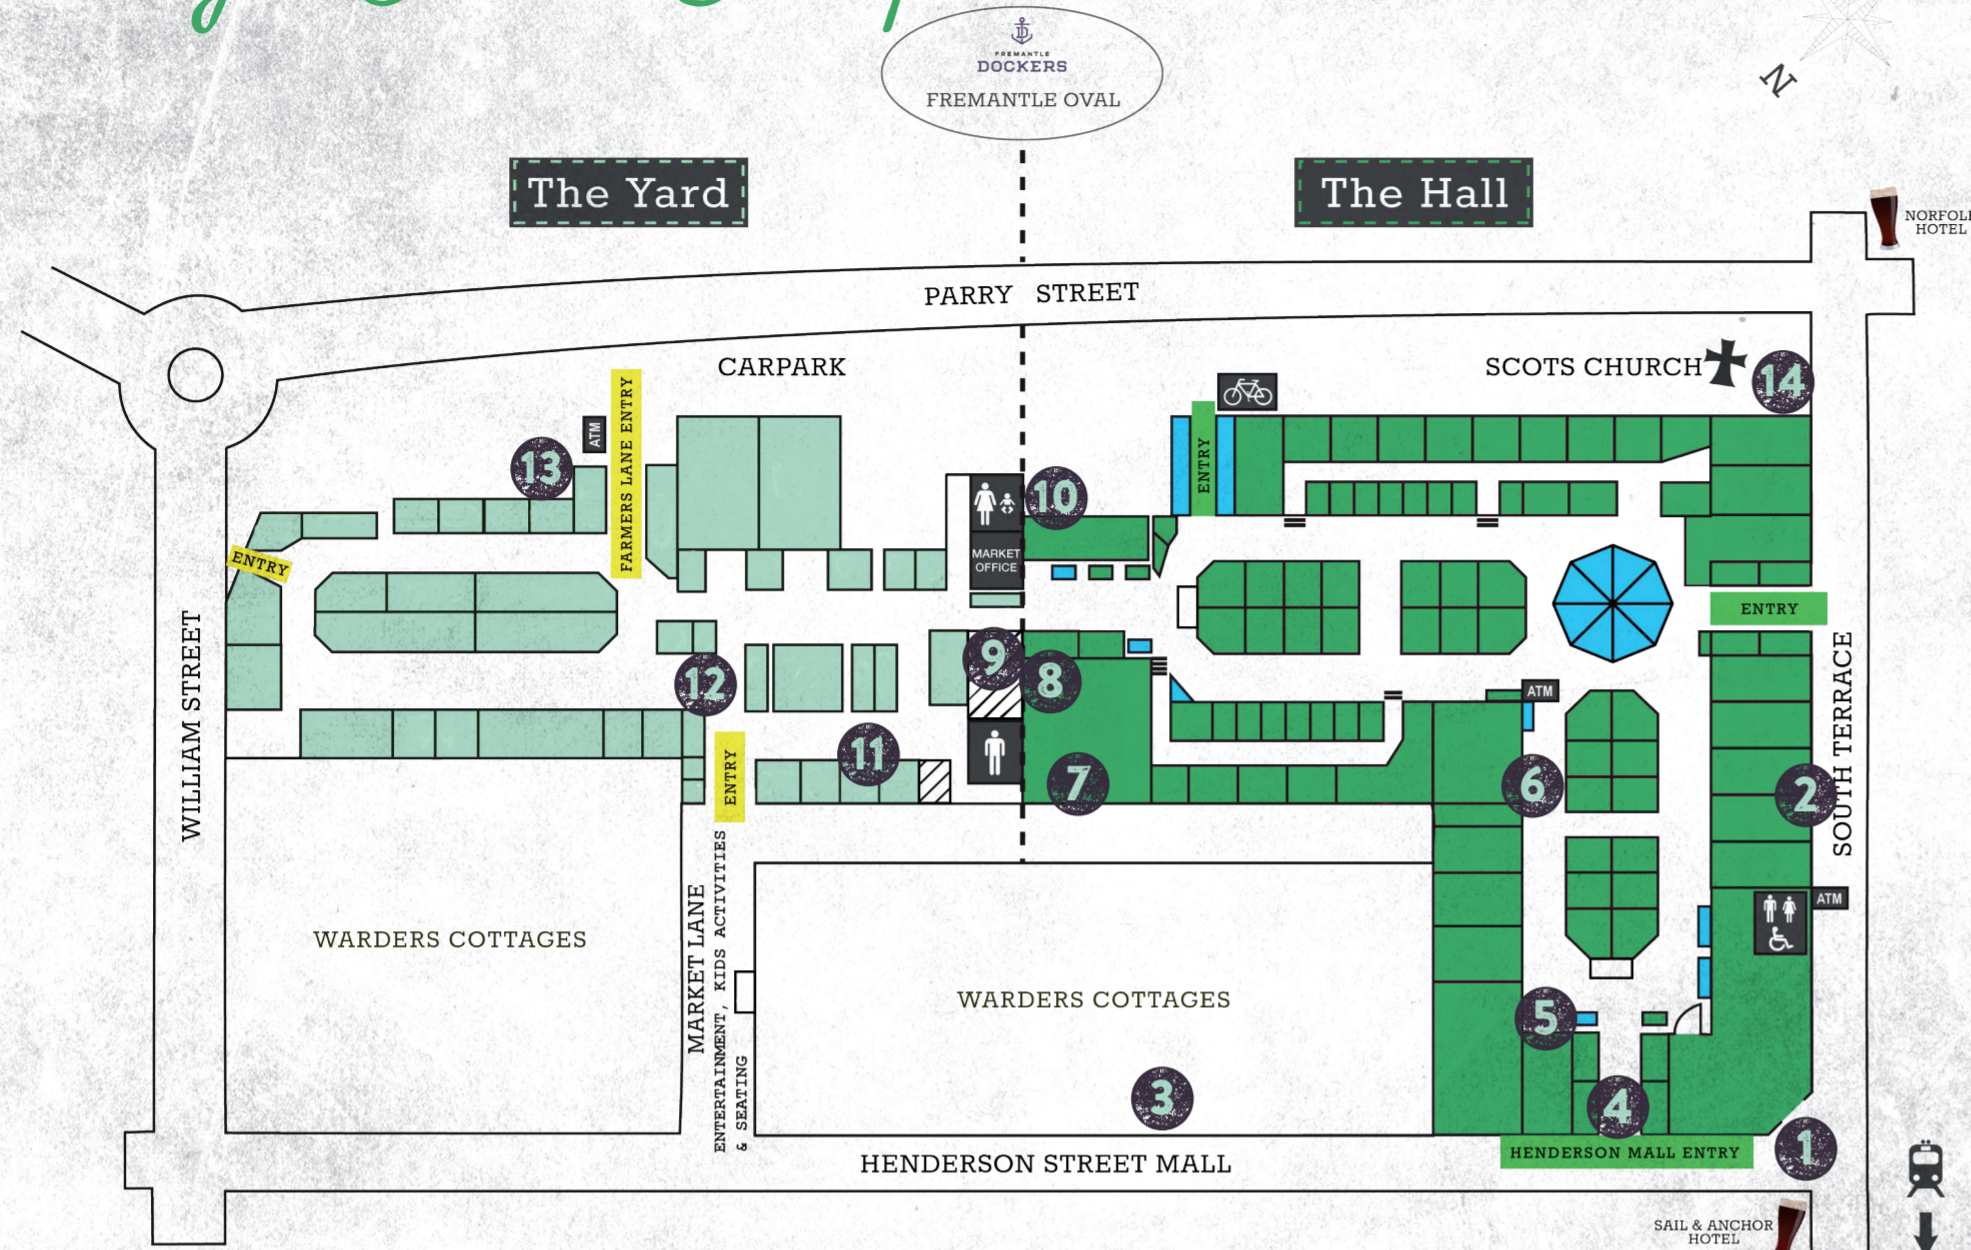 FREMANTLE
DOCKERS
FREMANTLE OVAL
N
The Yard
The Hall
NORFOL
HOTEL
PARRY STREET
CARPARK
SCOTS CHURCH
14
ATM
FARMERS LANE ENTRY
13
ENTRY
10
MARKET
OFFICE
ENTRY
ENTRY
WILLIAM STREET
12
9
8
ATM
SOUTH TERRACE
11
ENTRY
7
6
2
ATM
WARDERS COTTAGES
MARKET LANE
ENTERTAINMENT, KIDS ACTIVITIES
& SEATING
WARDERS COTTAGES
5
3
4
1
HENDERSON STREET MALL
HENDERSON MALL ENTRY
SAIL & ANCHOR
HOTEL